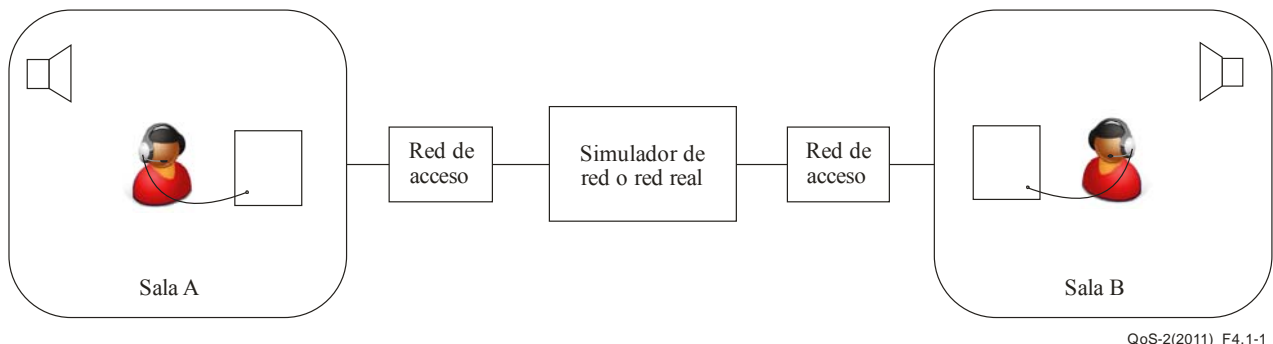 Red de
acceso
Simulador de
red o red real
Red de
acceso
Sala A
Sala B
QoS-2(2011)_F4.1-1